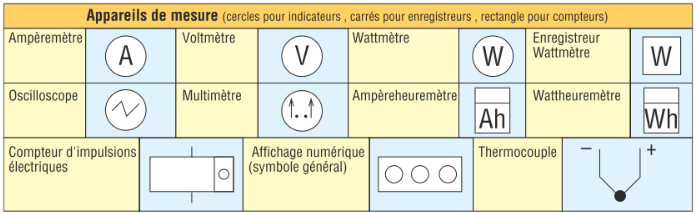 Appareils de mesure (cercles pour indicateurs , carrés pour enregistreurs , rectangle pour compteurs)
Ampèremètre A Voltmètre V Wattmètre W Enregistreur Wattmètre W
Oscilloscope Multimètre .. Ampèreheuremètre Ah Wattheuremètre Wh
Compteur d'impulsions électriques Affichage numérique (symbole général) Thermocouple − +